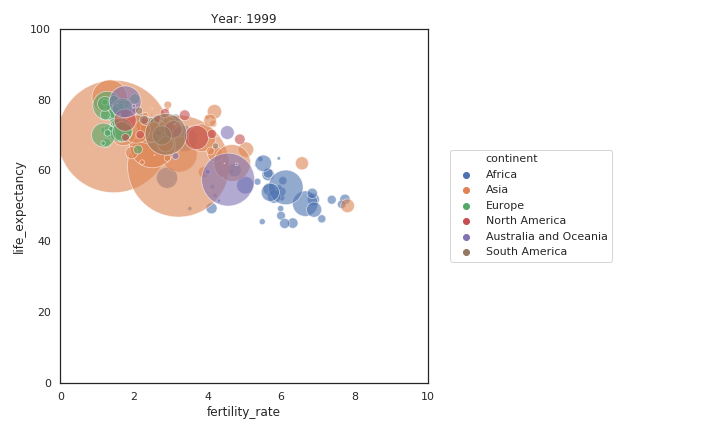 Year: 1999
100
80
60
40
20
0
life_expectancy
0 2 4 6 8 10
fertility_rate
continent
Africa
Asia
Europe
North America
Australia and Oceania
South America